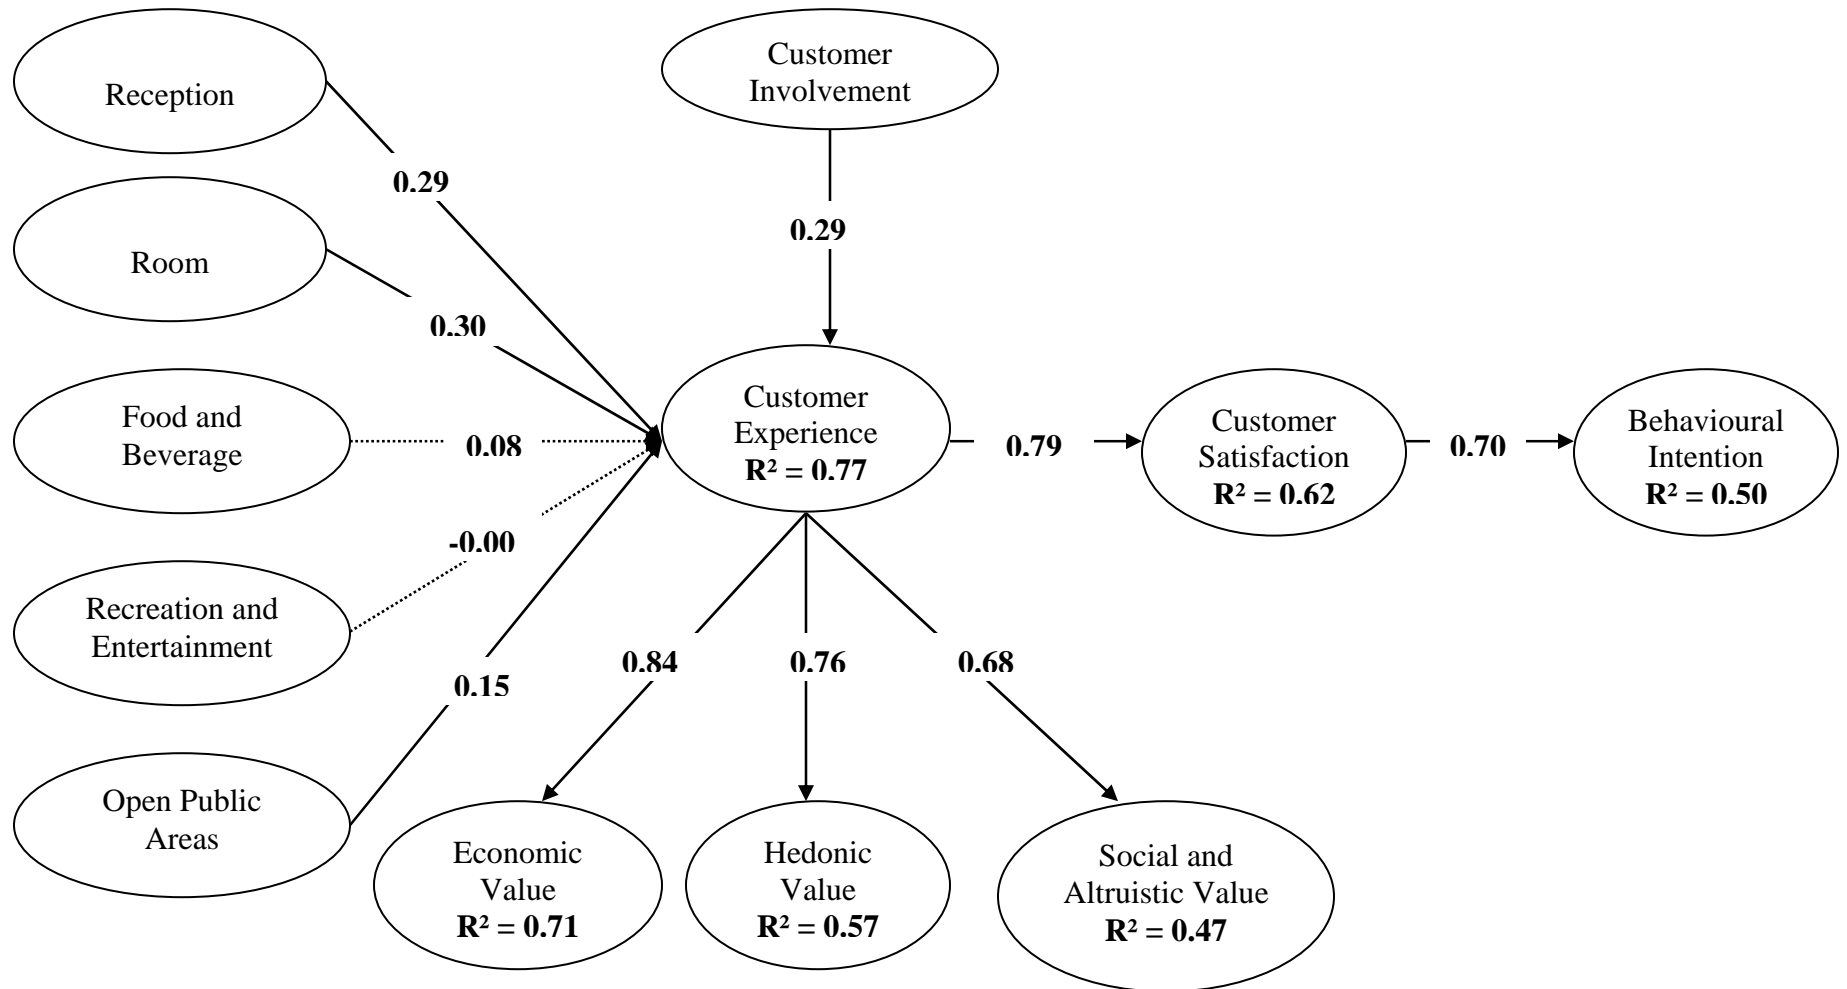 Reception
Customer
Involvement
0.29
0.29
Room
0.30
Food and
Beverage
0.08
Customer
Experience
R² = 0.77
0.79
Customer
Satisfaction
R² = 0.62
0.70
Behavioural
Intention
R² = 0.50
-0.00
Recreation and
Entertainment
0.15
0.84
0.76
0.68
Open Public
Areas
Economic
Value
R² = 0.71
Hedonic
Value
R² = 0.57
Social and
Altruistic Value
R² = 0.47